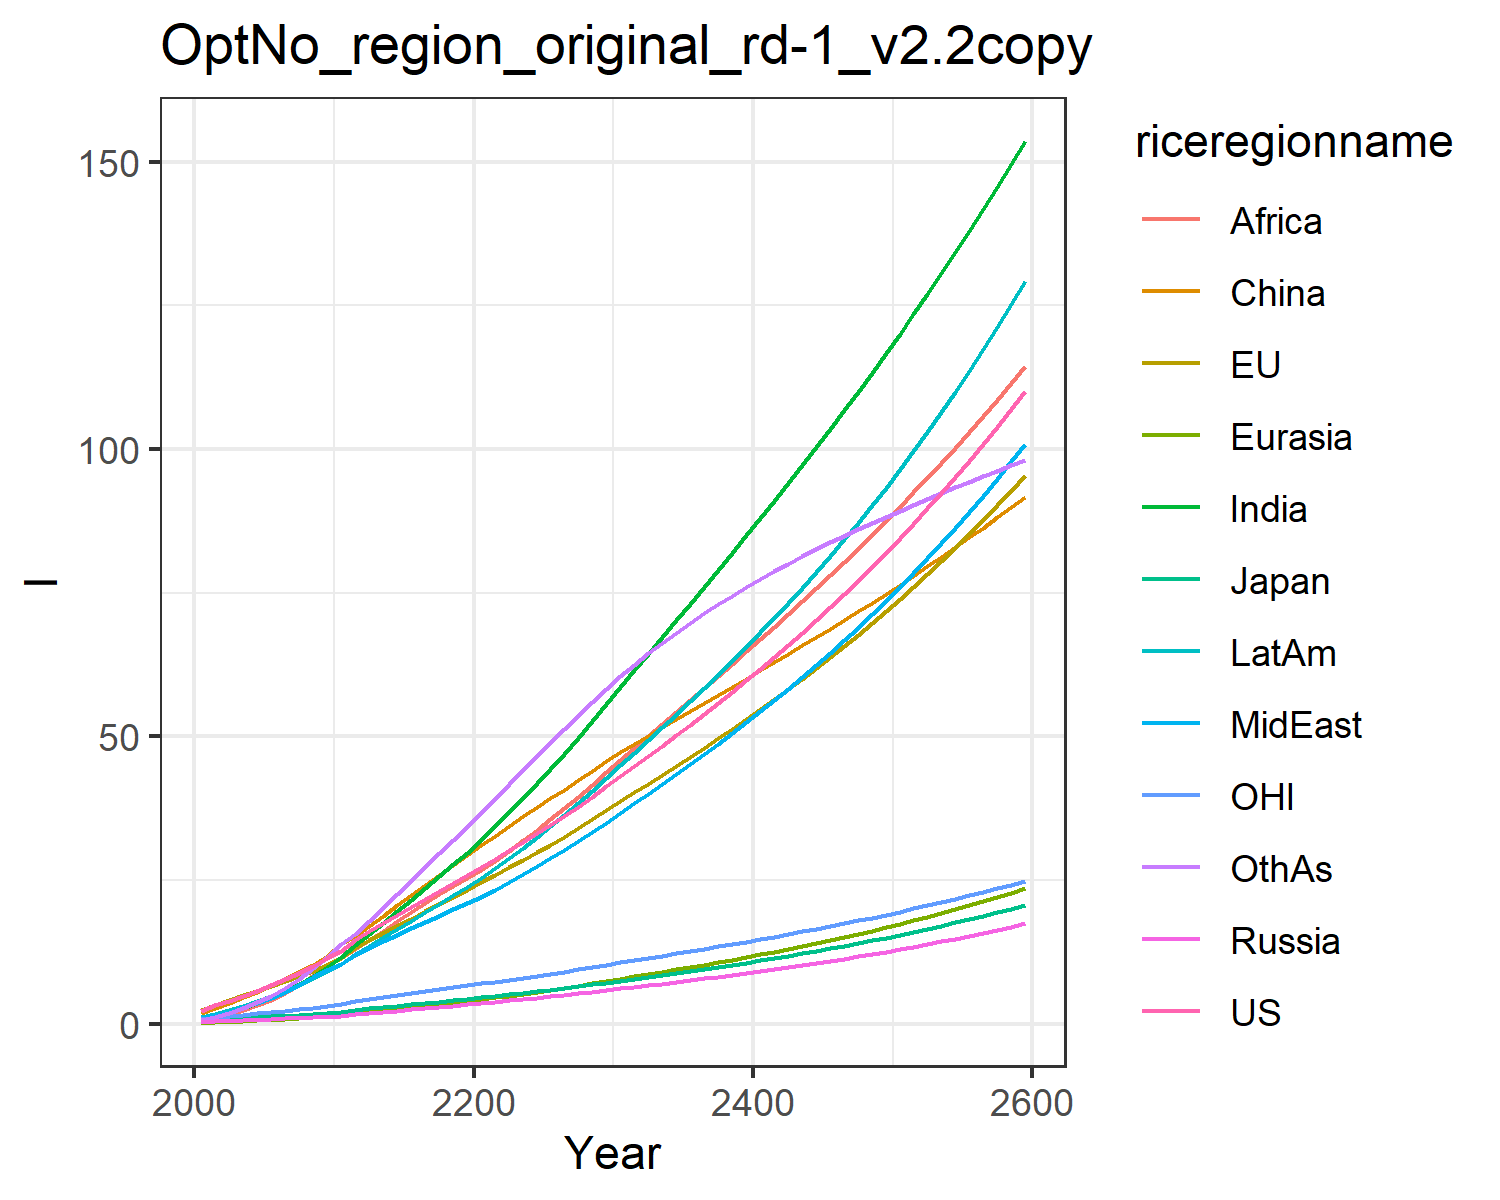 OptNo_region_original_rd-1_v2.2copy
150
100
50
0
I
2000 2200 2400 2600
Year
riceregionname
Africa
China
EU
Eurasia
India
Japan
LatAm
MidEast
OHI
OthAs
Russia
US